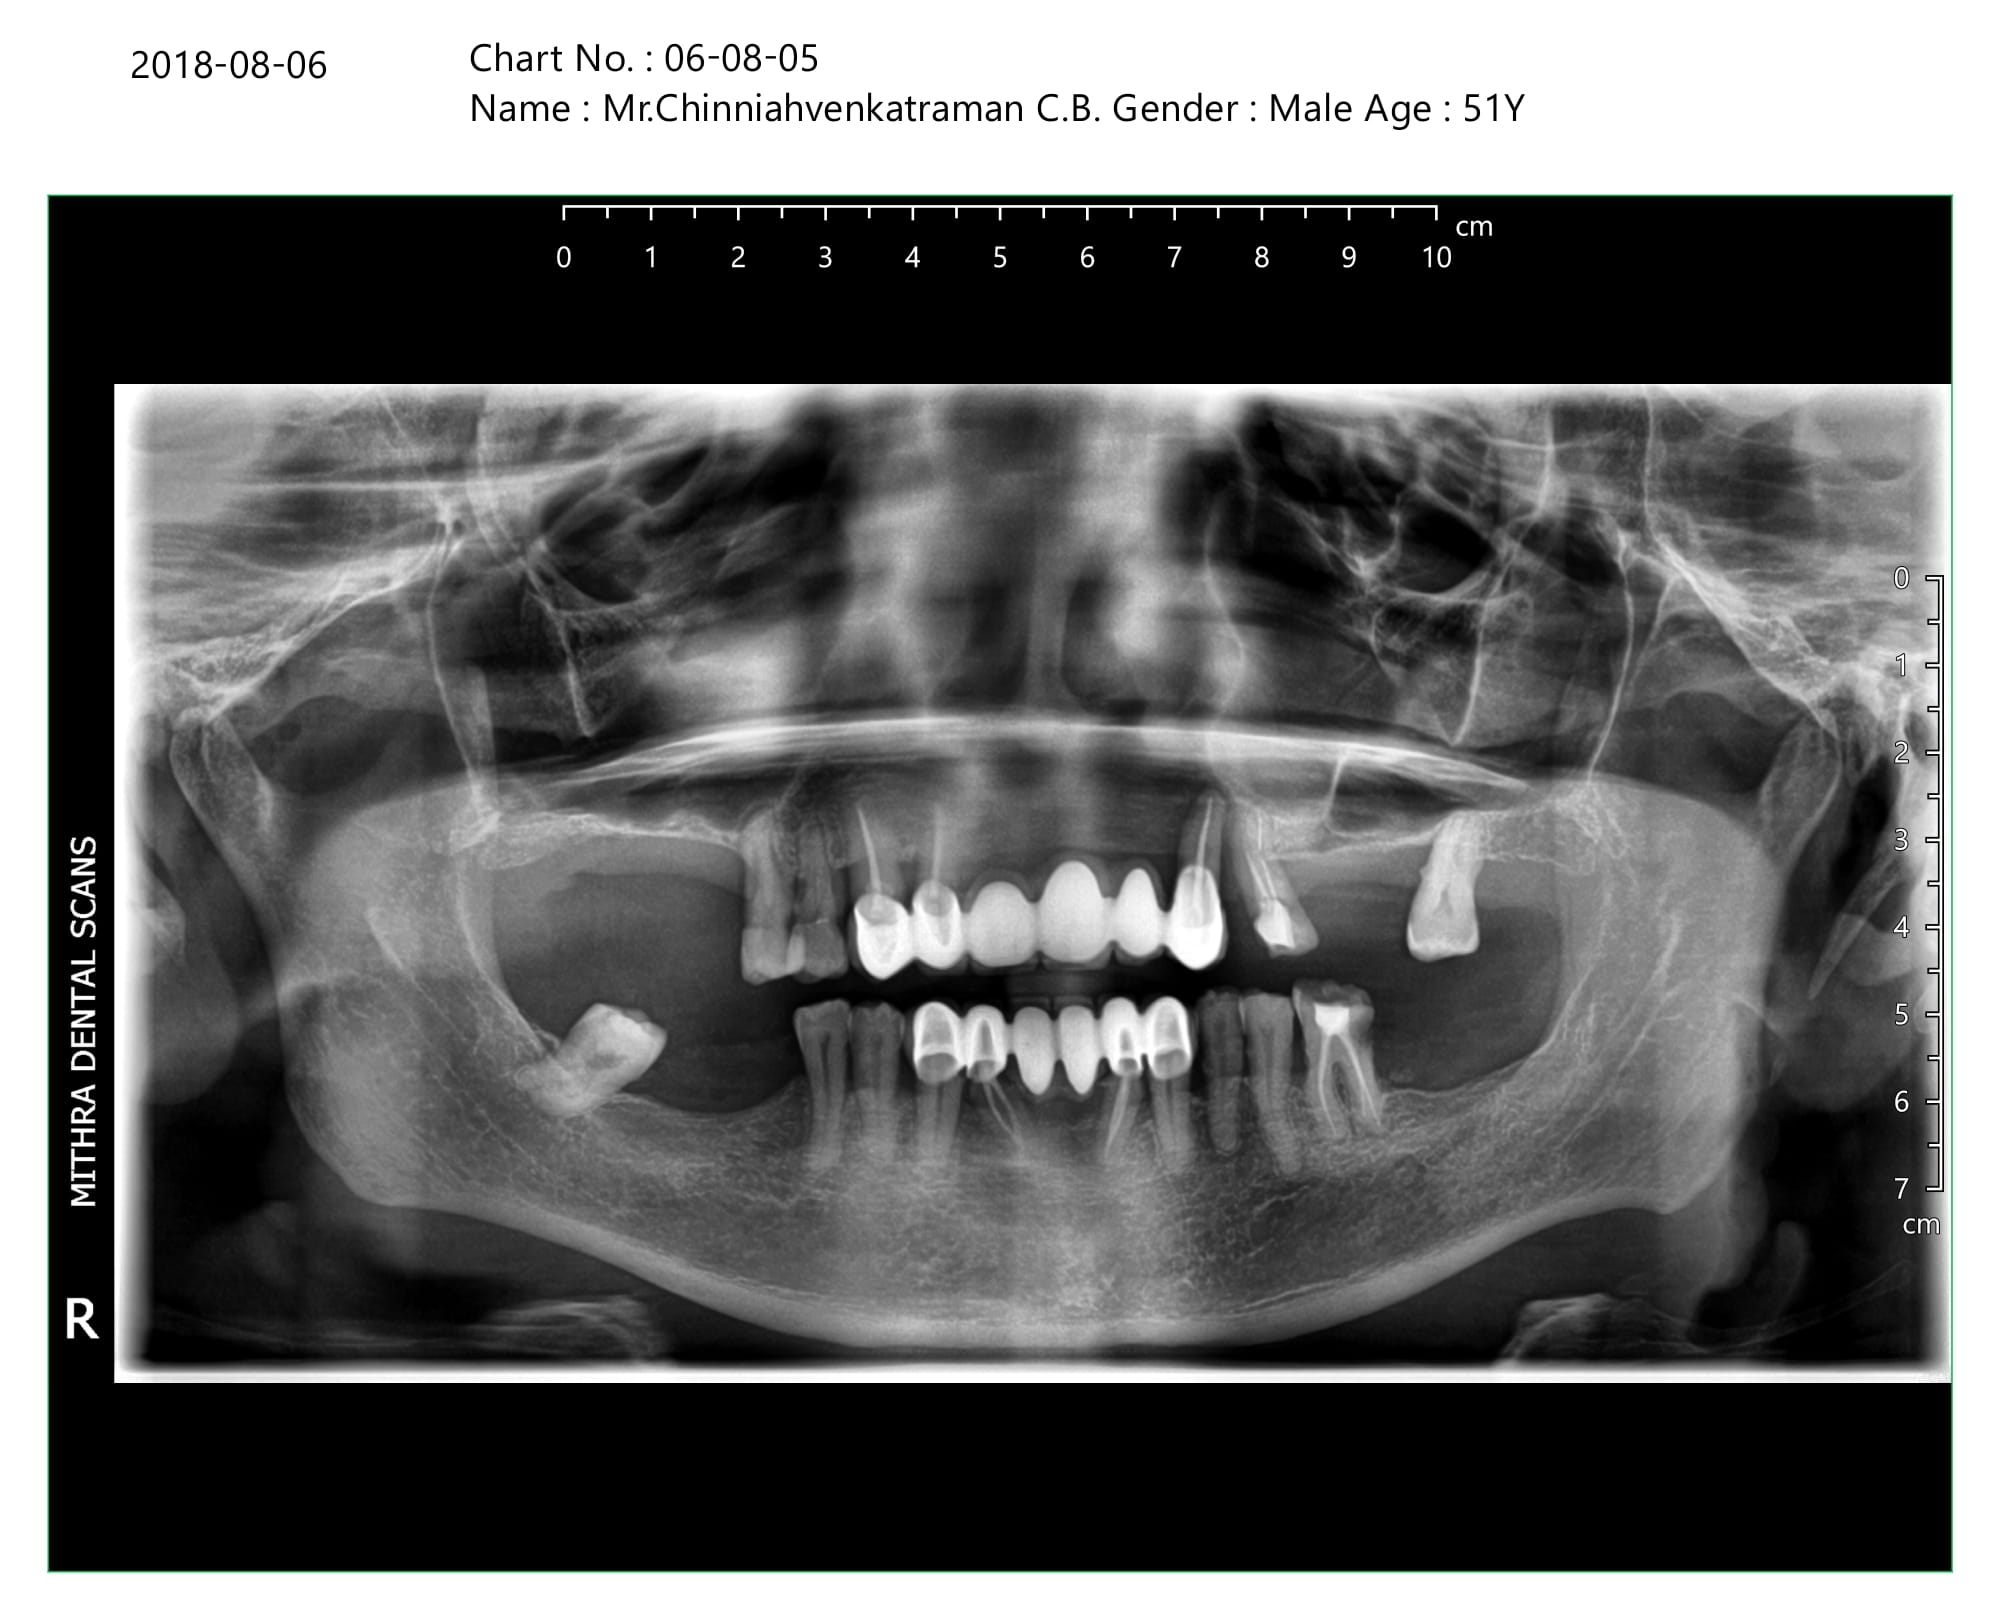 2018-08-06
Chart No. : 06-08-05
Name : Mr.Chinniahvenkatraman C.B. Gender : Male Age : 51Y
cm
0 1 2 3 4 5 6 7 8 9 10
0
1
2
3
4
5
6
7
cm
MITHRA DENTAL SCANS
R